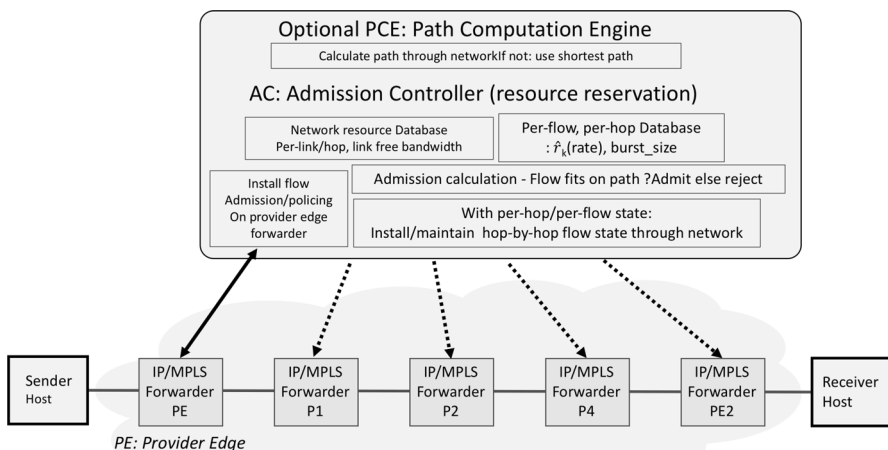 Optional PCE: Path Computation Engine
Calculate path through networkIf not: use shortest path
AC: Admission Controller (resource reservation)
Network resource Database
Per-link/hop, link free bandwidth
Per-flow, per-hop Database
: r̂ₖ(rate), burst_size
Install flow
Admission/policing
On provider edge
forwarder
Admission calculation - Flow fits on path ?Admit else reject
With per-hop/per-flow state:
Install/maintain hop-by-hop flow state through network
Sender
Host
IP/MPLS
Forwarder
PE
IP/MPLS
Forwarder
P1
IP/MPLS
Forwarder
P2
IP/MPLS
Forwarder
P4
IP/MPLS
Forwarder
PE2
Receiver
Host
PE: Provider Edge